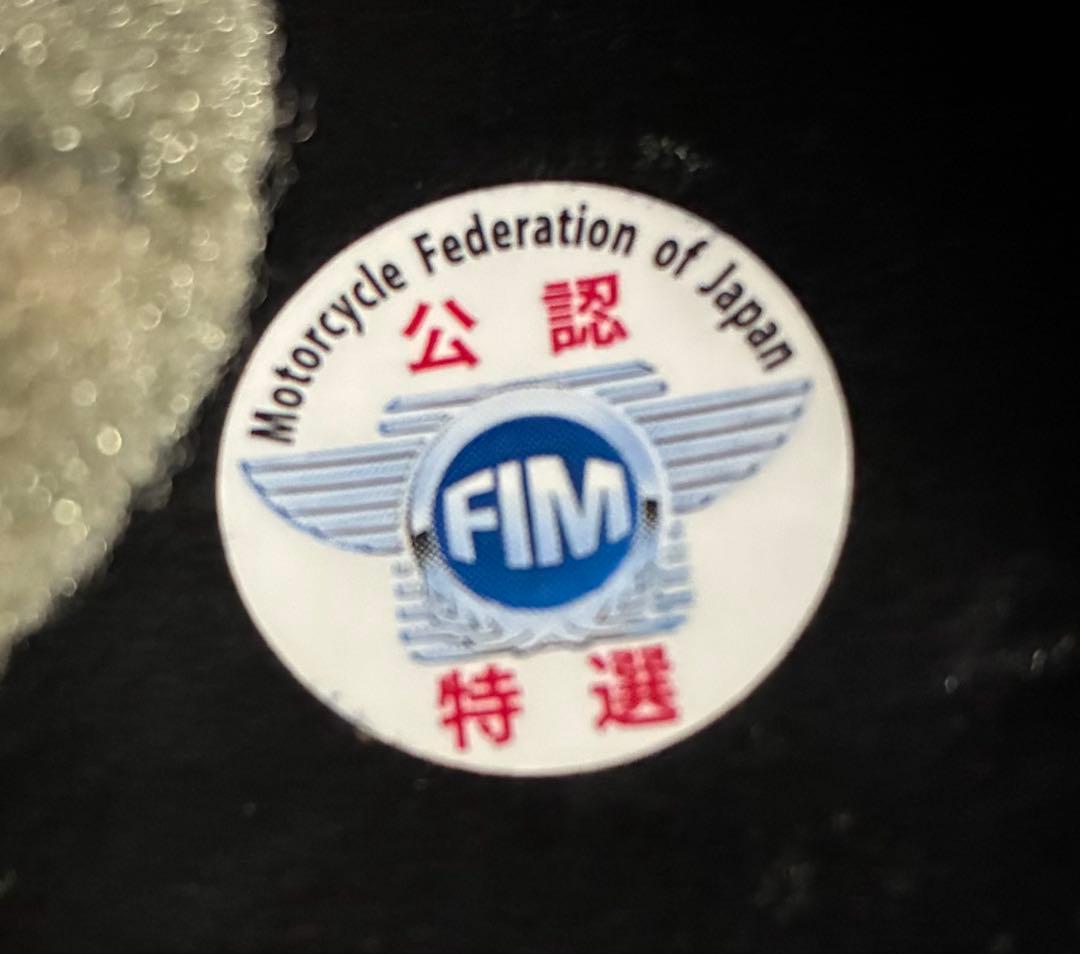 Motorcycle Federation of Japan
公認
FIM
特選